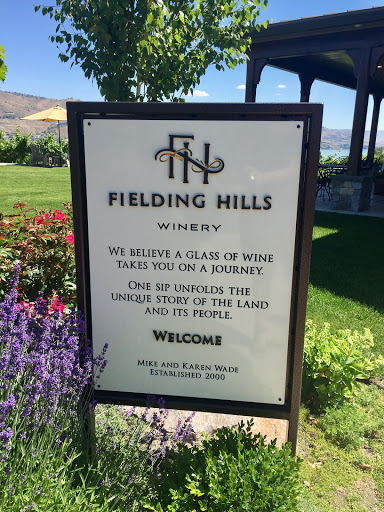 FH
FIELDING HILLS
WINERY
WE BELIEVE A GLASS OF WINE
TAKES YOU ON A JOURNEY.
ONE SIP UNFOLDS THE
UNIQUE STORY OF THE LAND
AND ITS PEOPLE.
WELCOME
MIKE AND KAREN WADE
ESTABLISHED 2000